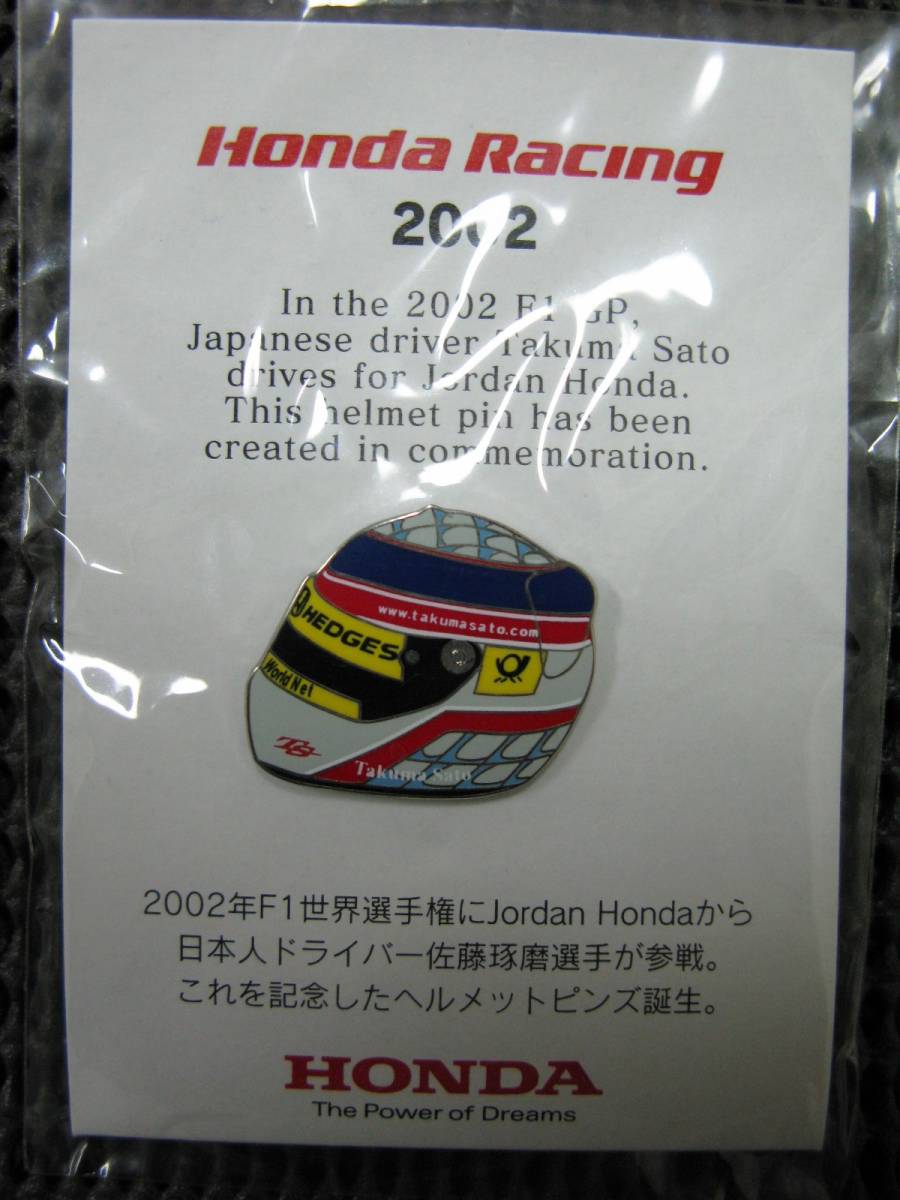 Honda Racing
2002
In the 2002 F1 GP,
Japanese driver Takuma Sato
drives for Jordan Honda.
This helmet pin has been
created in commemoration.
www.takumasato.com
HEDGES
World Net
TS
Takuma Sato
2002年F1世界選手権にJordan Hondaから
日本人ドライバー佐藤琢磨選手が参戦。
これを記念したヘルメットピンズ誕生。
HONDA
The Power of Dreams